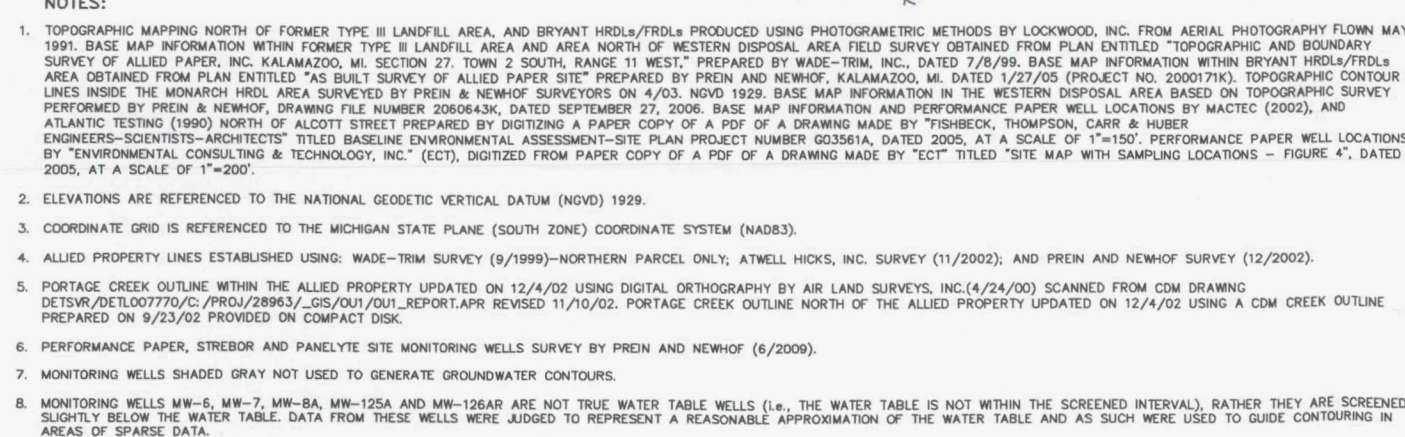 NOTES:
1. TOPOGRAPHIC MAPPING NORTH OF FORMER TYPE III LANDFILL AREA, AND BRYANT HRDLs/FRDLs PRODUCED USING PHOTOGRAMETRIC METHODS BY LOCKWOOD, INC. FROM AERIAL PHOTOGRAPHY FLOWN MAY
1991. BASE MAP INFORMATION WITHIN FORMER TYPE III LANDFILL AREA AND AREA NORTH OF WESTERN DISPOSAL AREA FIELD SURVEY OBTAINED FROM PLAN ENTITLED "TOPOGRAPHIC AND BOUNDARY
SURVEY OF ALLIED PAPER, INC. KALAMAZOO, MI. SECTION 27. TOWN 2 SOUTH, RANGE 11 WEST," PREPARED BY WADE-TRIM, INC., DATED 7/8/99. BASE MAP INFORMATION WITHIN BRYANT HRDLs/FRDLs
AREA OBTAINED FROM PLAN ENTITLED "AS BUILT SURVEY OF ALLIED PAPER SITE" PREPARED BY PREIN AND NEWHOF, KALAMAZOO, MI. DATED 1/27/05 (PROJECT NO. 2000171K). TOPOGRAPHIC CONTOUR
LINES INSIDE THE MONARCH HRDL AREA SURVEYED BY PREIN & NEWHOF SURVEYORS ON 4/03. NGVD 1929. BASE MAP INFORMATION IN THE WESTERN DISPOSAL AREA BASED ON TOPOGRAPHIC SURVEY
PERFORMED BY PREIN & NEWHOF, DRAWING FILE NUMBER 2060643K, DATED SEPTEMBER 27, 2006. BASE MAP INFORMATION AND PERFORMANCE PAPER WELL LOCATIONS BY MACTEC (2002), AND
ATLANTIC TESTING (1990) NORTH OF ALCOTT STREET PREPARED BY DIGITIZING A PAPER COPY OF A PDF OF A DRAWING MADE BY "FISHBECK, THOMPSON, CARR & HUBER
ENGINEERS-SCIENTISTS-ARCHITECTS" TITLED BASELINE ENVIRONMENTAL ASSESSMENT-SITE PLAN PROJECT NUMBER G03561A, DATED 2005, AT A SCALE OF 1"=150'. PERFORMANCE PAPER WELL LOCATIONS
BY "ENVIRONMENTAL CONSULTING & TECHNOLOGY, INC." (ECT), DIGITIZED FROM PAPER COPY OF A PDF OF A DRAWING MADE BY "ECT" TITLED "SITE MAP WITH SAMPLING LOCATIONS - FIGURE 4", DATED
2005, AT A SCALE OF 1"=200'.
2. ELEVATIONS ARE REFERENCED TO THE NATIONAL GEODETIC VERTICAL DATUM (NGVD) 1929.
3. COORDINATE GRID IS REFERENCED TO THE MICHIGAN STATE PLANE (SOUTH ZONE) COORDINATE SYSTEM (NAD83).
4. ALLIED PROPERTY LINES ESTABLISHED USING: WADE-TRIM SURVEY (9/1999)-NORTHERN PARCEL ONLY; ATWELL HICKS, INC. SURVEY (11/2002); AND PREIN AND NEWHOF SURVEY (12/2002).
5. PORTAGE CREEK OUTLINE WITHIN THE ALLIED PROPERTY UPDATED ON 12/4/02 USING DIGITAL ORTHOGRAPHY BY AIR LAND SURVEYS, INC.(4/24/00) SCANNED FROM CDM DRAWING
DETSVR/DETL007770/C:/PROJ/28963/_GIS/OU1/OU1_REPORT.APR REVISED 11/10/02. PORTAGE CREEK OUTLINE NORTH OF THE ALLIED PROPERTY UPDATED ON 12/4/02 USING A CDM CREEK OUTLINE
PREPARED ON 9/23/02 PROVIDED ON COMPACT DISK.
6. PERFORMANCE PAPER, STREBOR AND PANELYTE SITE MONITORING WELLS SURVEY BY PREIN AND NEWHOF (6/2009).
7. MONITORING WELLS SHADED GRAY NOT USED TO GENERATE GROUNDWATER CONTOURS.
8. MONITORING WELLS MW-6, MW-7, MW-8A, MW-125A AND MW-126AR ARE NOT TRUE WATER TABLE WELLS (i.e., THE WATER TABLE IS NOT WITHIN THE SCREENED INTERVAL), RATHER THEY ARE SCREENED
SLIGHTLY BELOW THE WATER TABLE. DATA FROM THESE WELLS WERE JUDGED TO REPRESENT A REASONABLE APPROXIMATION OF THE WATER TABLE AND AS SUCH WERE USED TO GUIDE CONTOURING IN
AREAS OF SPARSE DATA.